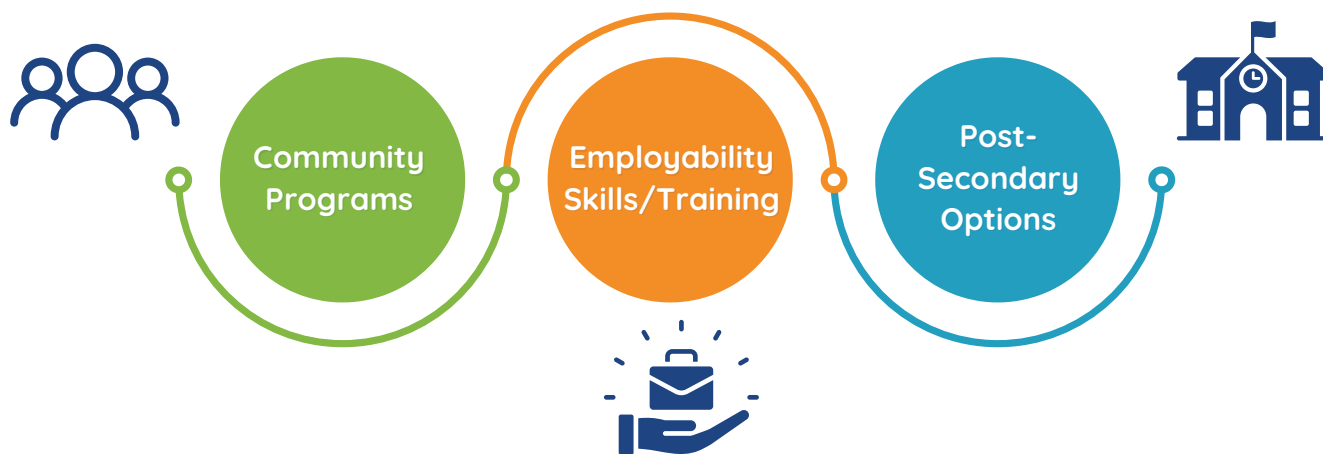 Community
Programs
Employability
Skills/Training
Post-
Secondary
Options